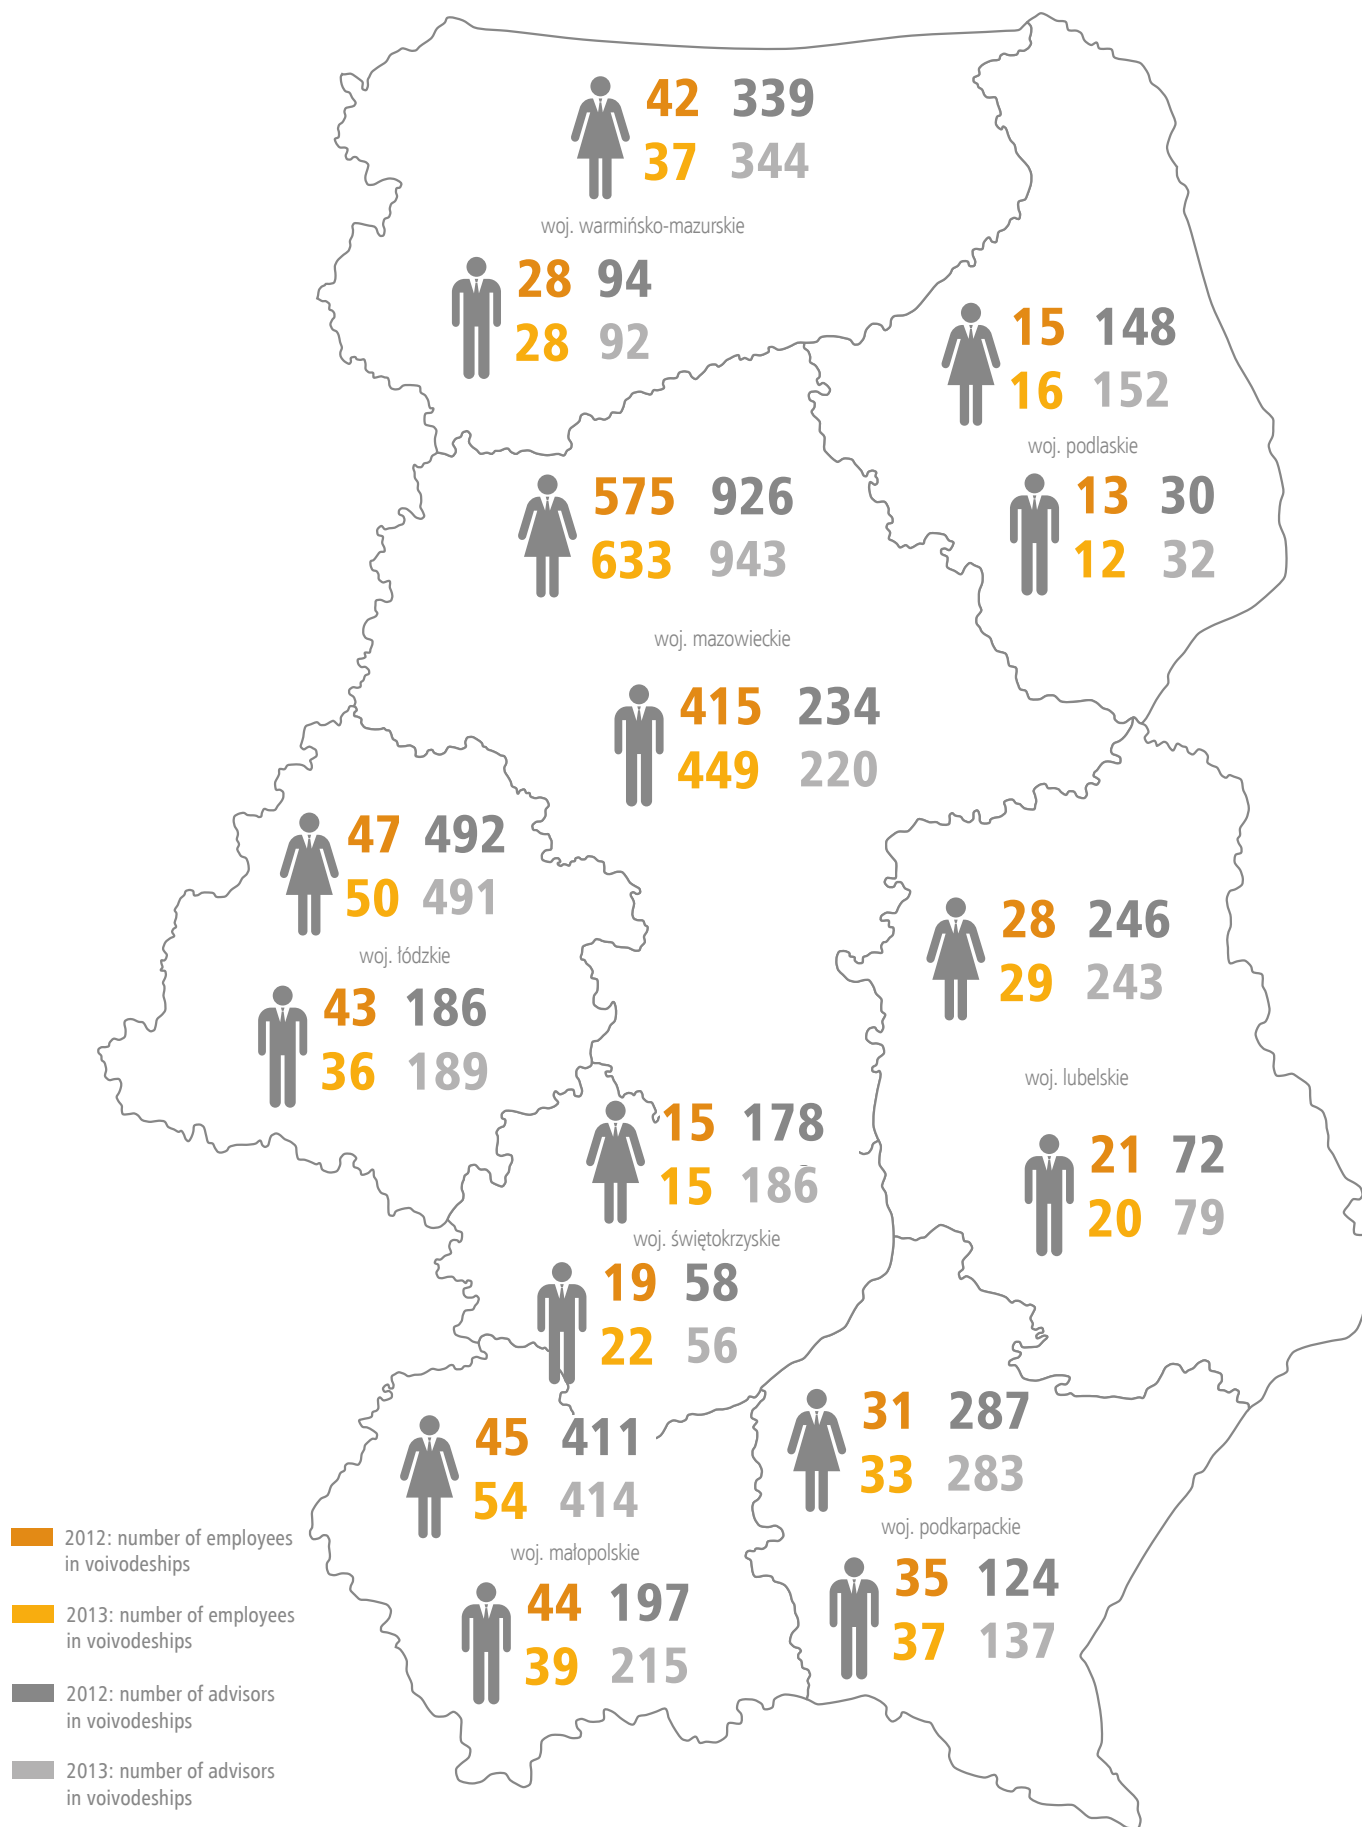 42 339
37 344
woj. warmińsko-mazurskie
28 94
28 92
15 148
16 152
woj. podlaskie
13 30
12 32
575 926
633 943
woj. mazowieckie
415 234
449 220
47 492
50 491
woj. łódzkie
43 186
36 189
28 246
29 243
woj. lubelskie
21 72
20 79
15 178
15 186
woj. świętokrzyskie
19 58
22 56
45 411
54 414
woj. małopolskie
44 197
39 215
31 287
33 283
woj. podkarpackie
35 124
37 137
2012: number of employees
in voivodeships
2013: number of employees
in voivodeships
2012: number of advisors
in voivodeships
2013: number of advisors
in voivodeships